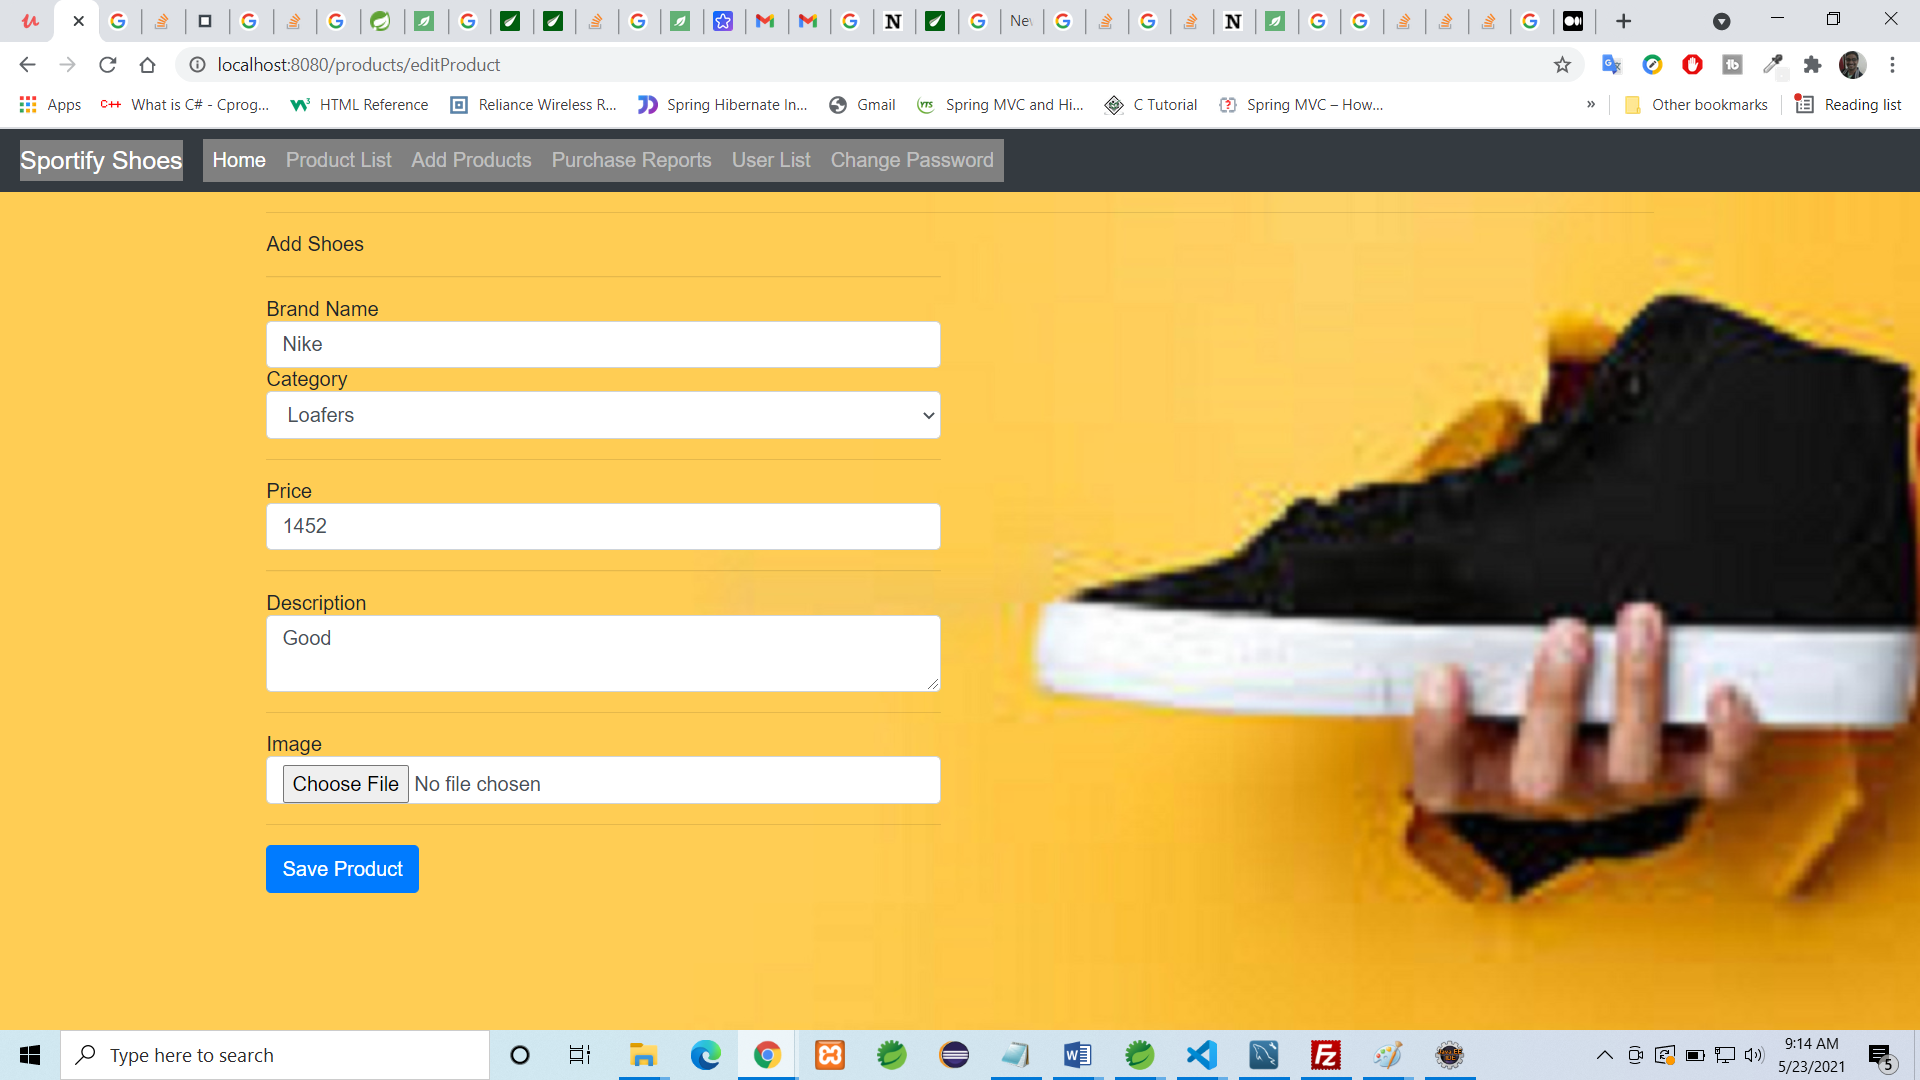 Nev
localhost:8080/products/editProduct
Apps
What is C# - Cprog...
HTML Reference
Reliance Wireless R...
Spring Hibernate In...
Gmail
Spring MVC and Hi...
C Tutorial
Spring MVC – How...
»
Other bookmarks
Reading list
Sportify Shoes
Home
Product List
Add Products
Purchase Reports
User List
Change Password
Add Shoes
Brand Name
Nike
Category
Loafers
Price
1452
Description
Good
Image
Choose File No file chosen
Save Product
Type here to search
9:14 AM
5/23/2021
5